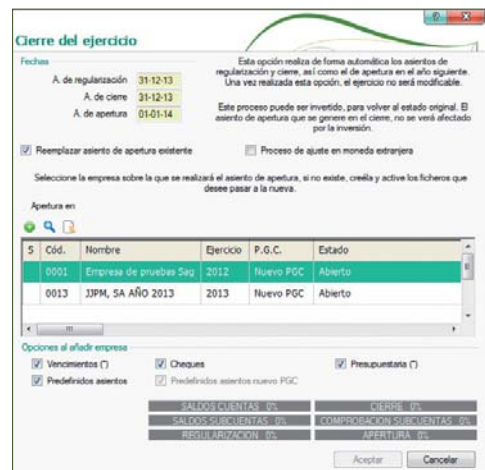 Cierre del ejercicio
Fechas
A. de regularización 31-12-13
A. de cierre 31-12-13
A. de apertura 01-01-14
Esta opción realiza de forma automática los asientos de
regularización y cierre, así como el de apertura en el año siguiente.
Una vez realizada esta opción, el ejercicio no será modificable.
Este proceso puede ser invertido, para volver al estado original. El
asiento de apertura que se genere en el cierre, no se verá afectado
por la inversión.
Reemplazar asiento de apertura existente
Proceso de ajuste en moneda extranjera
Seleccione la empresa sobre la que se realizará el asiento de apertura, si no existe, creéla y active los ficheros que
desee pasar a la nueva.
Apertura en
S Cód. Nombre Ejercicio P.G.C. Estado
0001 Empresa de pruebas Sag 2012 Nuevo PGC Abierto
0013 JJPM, SA AÑO 2013 2013 Nuevo PGC Abierto
Opciones al añadir empresa
Vencimientos (*) Cheques Presupuestaria (*)
Predefinidos asientos Predefinidos asientos nuevo PGC
SALDOS CUENTAS 0% CIERRE 0%
SALDOS SUBCUENTAS 0% COMPROBACION SUBCUENTAS 0%
REGULARIZACION 0% APERTURA 0%
Aceptar Cancelar